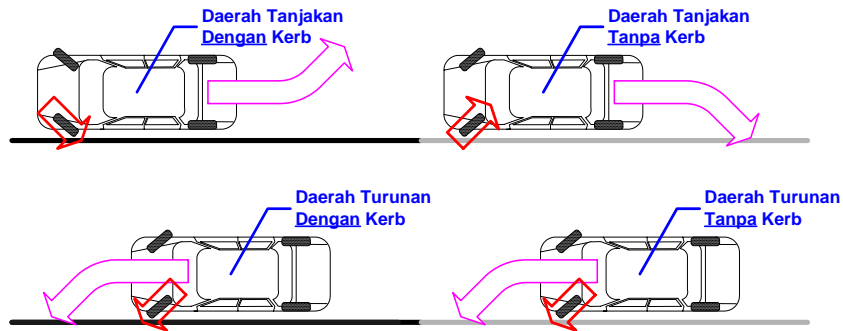 Daerah Tanjakan
Dengan Kerb
Daerah Tanjakan
Tanpa Kerb
Daerah Turunan
Dengan Kerb
Daerah Turunan
Tanpa Kerb